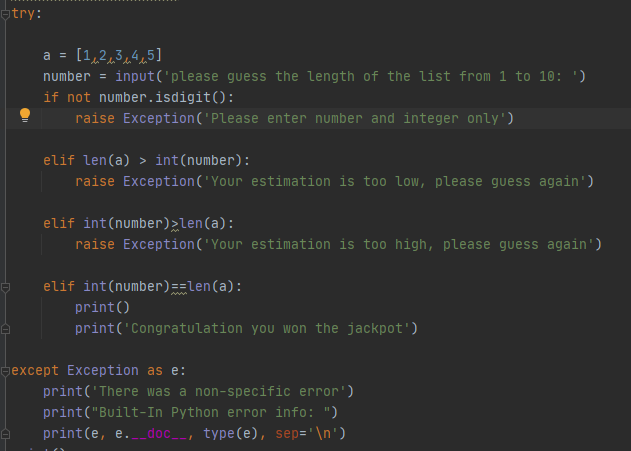 try:
a = [1,2,3,4,5]
number = input('please guess the length of the list from 1 to 10: ')
if not number.isdigit():
raise Exception('Please enter number and integer only')
elif len(a) > int(number):
raise Exception('Your estimation is too low, please guess again')
elif int(number)>len(a):
raise Exception('Your estimation is too high, please guess again')
elif int(number)==len(a):
print()
print('Congratulation you won the jackpot')
except Exception as e:
print('There was a non-specific error')
print("Built-In Python error info: ")
print(e, e.__doc__, type(e), sep='\n')